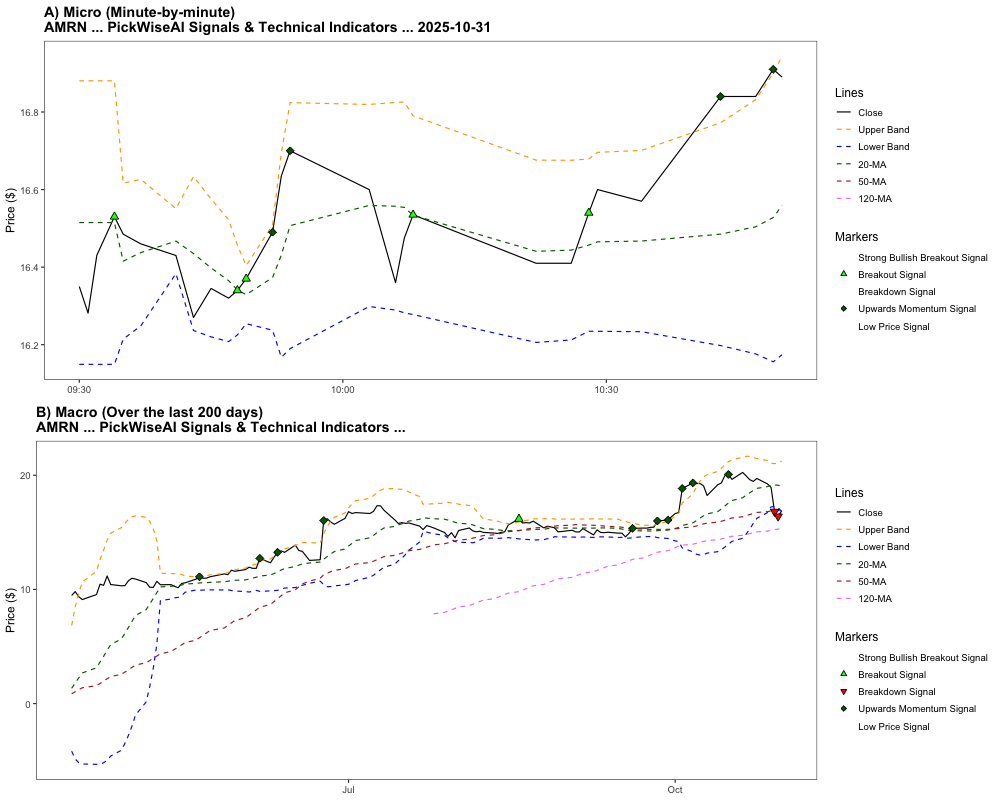 A) Micro (Minute-by-minute)
AMRN ... PickWiseAI Signals & Technical Indicators ... 2025-10-31
Price ($)
16.8
16.6
16.4
16.2
09:30
10:00
10:30
Lines
Close
Upper Band
Lower Band
20-MA
50-MA
120-MA
Markers
Strong Bullish Breakout Signal
Breakout Signal
Breakdown Signal
Upwards Momentum Signal
Low Price Signal
B) Macro (Over the last 200 days)
AMRN ... PickWiseAI Signals & Technical Indicators ...
Price ($)
20
10
0
Jul
Oct
Lines
Close
Upper Band
Lower Band
20-MA
50-MA
120-MA
Markers
Strong Bullish Breakout Signal
Breakout Signal
Breakdown Signal
Upwards Momentum Signal
Low Price Signal